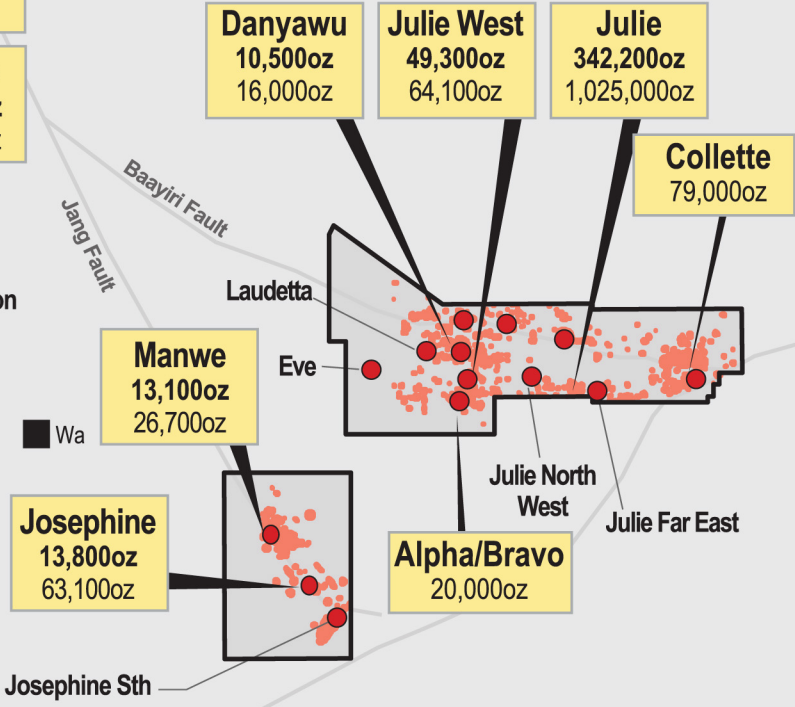 Danyawu
10,500oz
16,000oz
Julie West
49,300oz
64,100oz
Julie
342,200oz
1,025,000oz
Collette
79,000oz
Baayiri Fault
Jang Fault
Laudetta
Eve
Manwe
13,100oz
26,700oz
Wa
Julie North
West
Julie Far East
Josephine
13,800oz
63,100oz
Alpha/Bravo
20,000oz
Josephine Sth